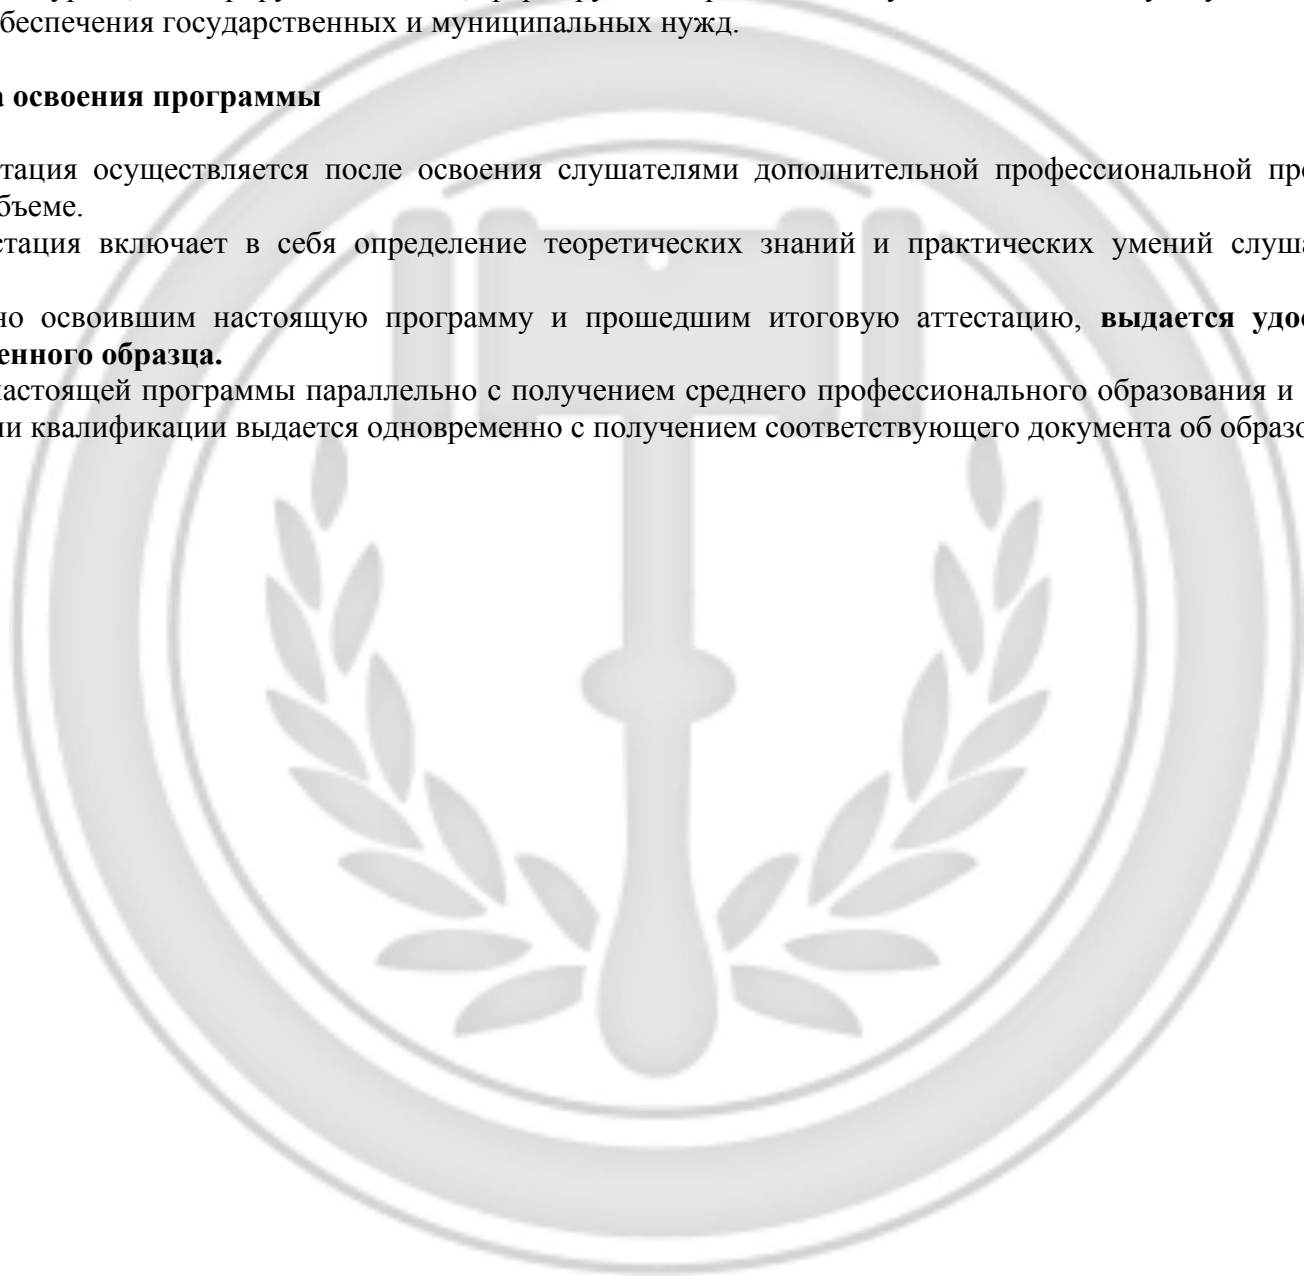 беспечения государственных и муниципальных нужд.
а освоения программы
тация осуществляется после освоения слушателями дополнительной профессиональной про
бъеме.
стация включает в себя определение теоретических знаний и практических умений слуша
но освоившим настоящую программу и прошедшим итоговую аттестацию, выдается удос
енного образца.
настоящей программы параллельно с получением среднего профессионального образования и
ии квалификации выдается одновременно с получением соответствующего документа об образо